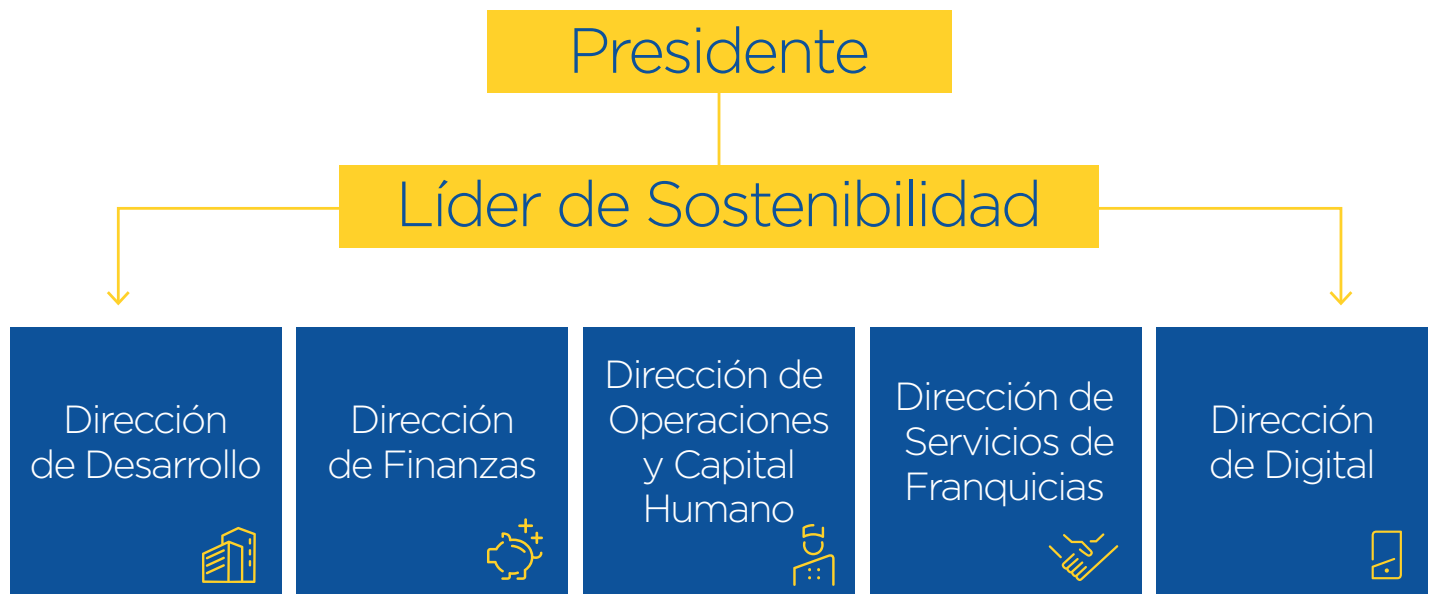 Presidente
Líder de Sostenibilidad
Dirección
de Desarrollo
Dirección
de Finanzas
Dirección de
Operaciones
y Capital
Humano
Dirección de
Servicios de
Franquicias
Dirección
de Digital